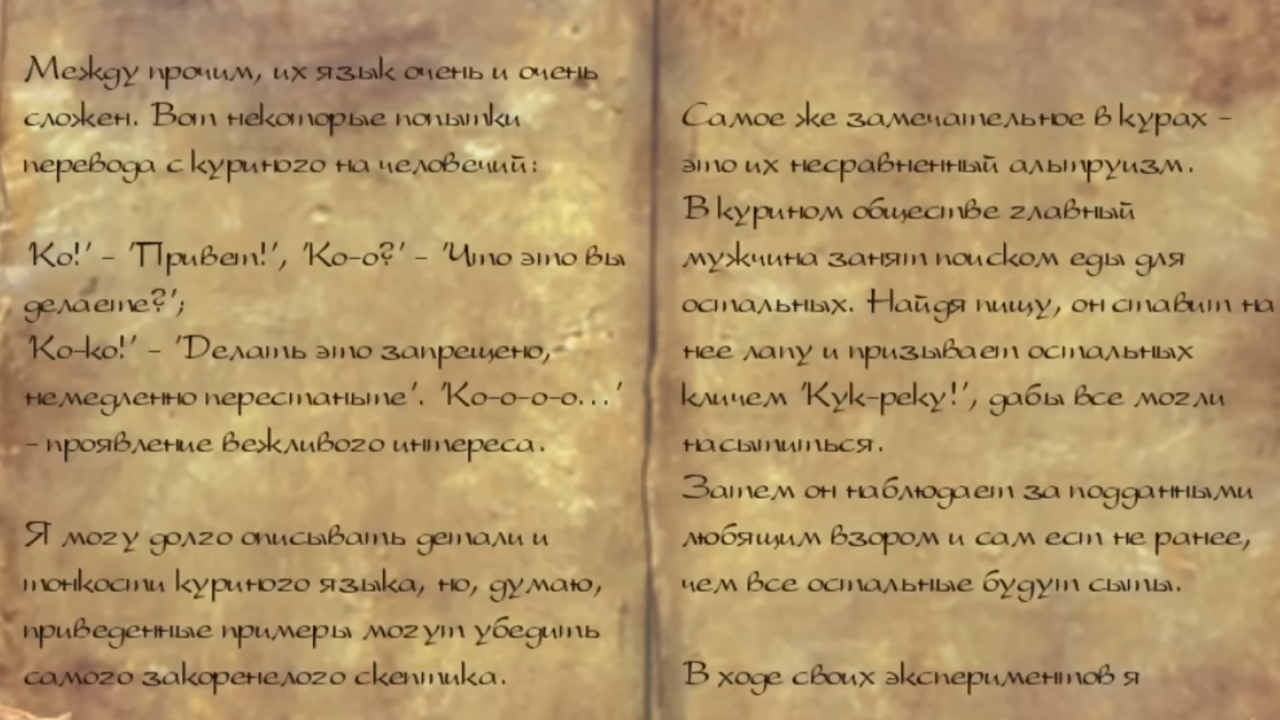 Между прочим, их язык очень и очень
сложен. Вот некоторые попытки
перевода с куриного на человечий:
'Ко!' - 'Привет!', 'Ко-о?' - 'Что это вы
делаете?';
'Ко-ко!' - 'Делать это запрещено,
немедленно перестаньте'. 'Ко-о-о-о...'
- проявление вежливого интереса.
Я могу долго описывать детали и
тонкости куриного языка, но, думаю,
приведенные примеры могут убедить
самого закоренелого скептика.
Самое же замечательное в курах -
это их несравненный альтруизм.
В курином обществе главный
мужчина занят поиском еды для
остальных. Найдя пищу, он ставит на
нее лапу и призывает остальных
кличем 'Кук-реку!', дабы все могли
насытиться.
Затем он наблюдает за подданными
любящим взором и сам ест не ранее,
чем все остальные будут сыты.
В ходе своих экспериментов я